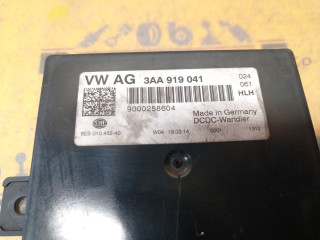 VW AG 3AA 919 041
024
061
HLH
9000258604
Made in Germany
DCDC-Wandler